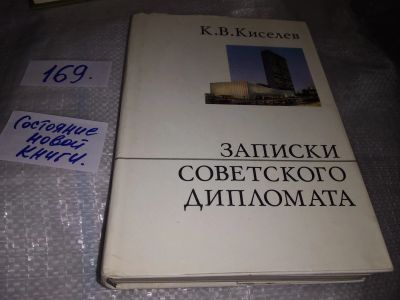 169.
Состояние
новой
книги.
К.В.Киселев
ЗАПИСКИ
СОВЕТСКОГО
ДИПЛОМАТА